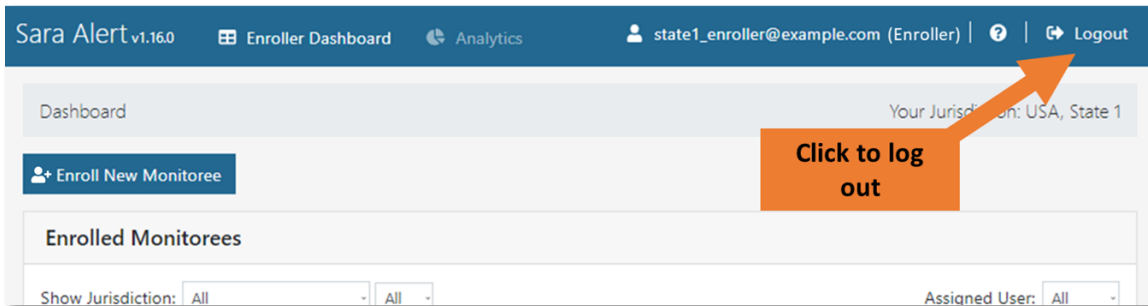 Sara Alert v1.16.0 Enroller Dashboard Analytics state1_enroller@example.com (Enroller) | ? | Logout
Dashboard Your Jurisdiction: USA, State 1
Click to log
out
Enroll New Monitoree
Enrolled Monitorees
Show Jurisdiction: All All Assigned User: All